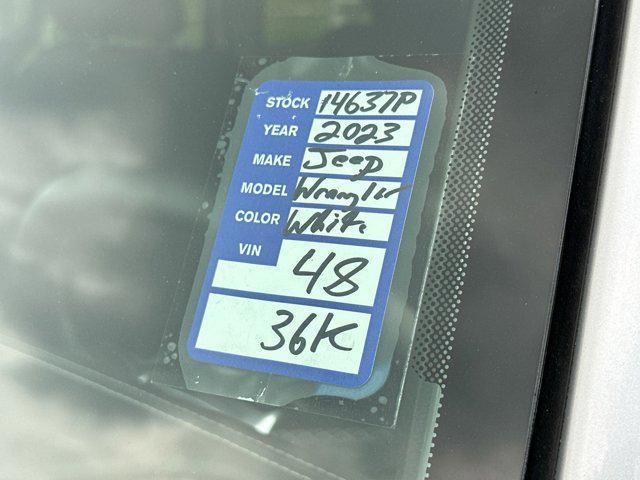 STOCK 14637P
YEAR 2023
MAKE Jeep
MODEL Wrangler
COLOR White
VIN 48
36K